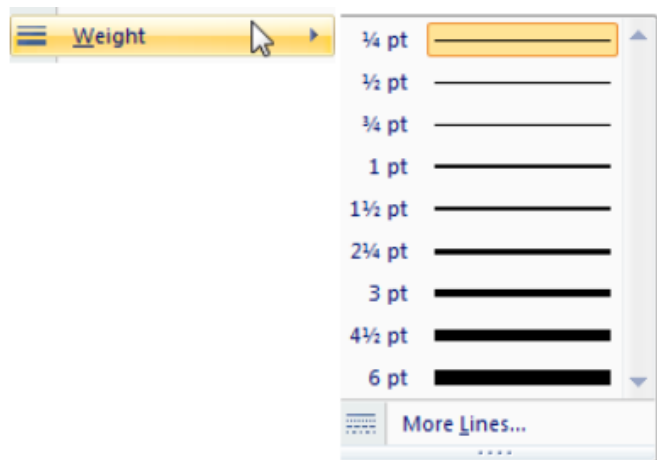 Weight
¼ pt
½ pt
¾ pt
1 pt
1½ pt
2¼ pt
3 pt
4½ pt
6 pt
More Lines...